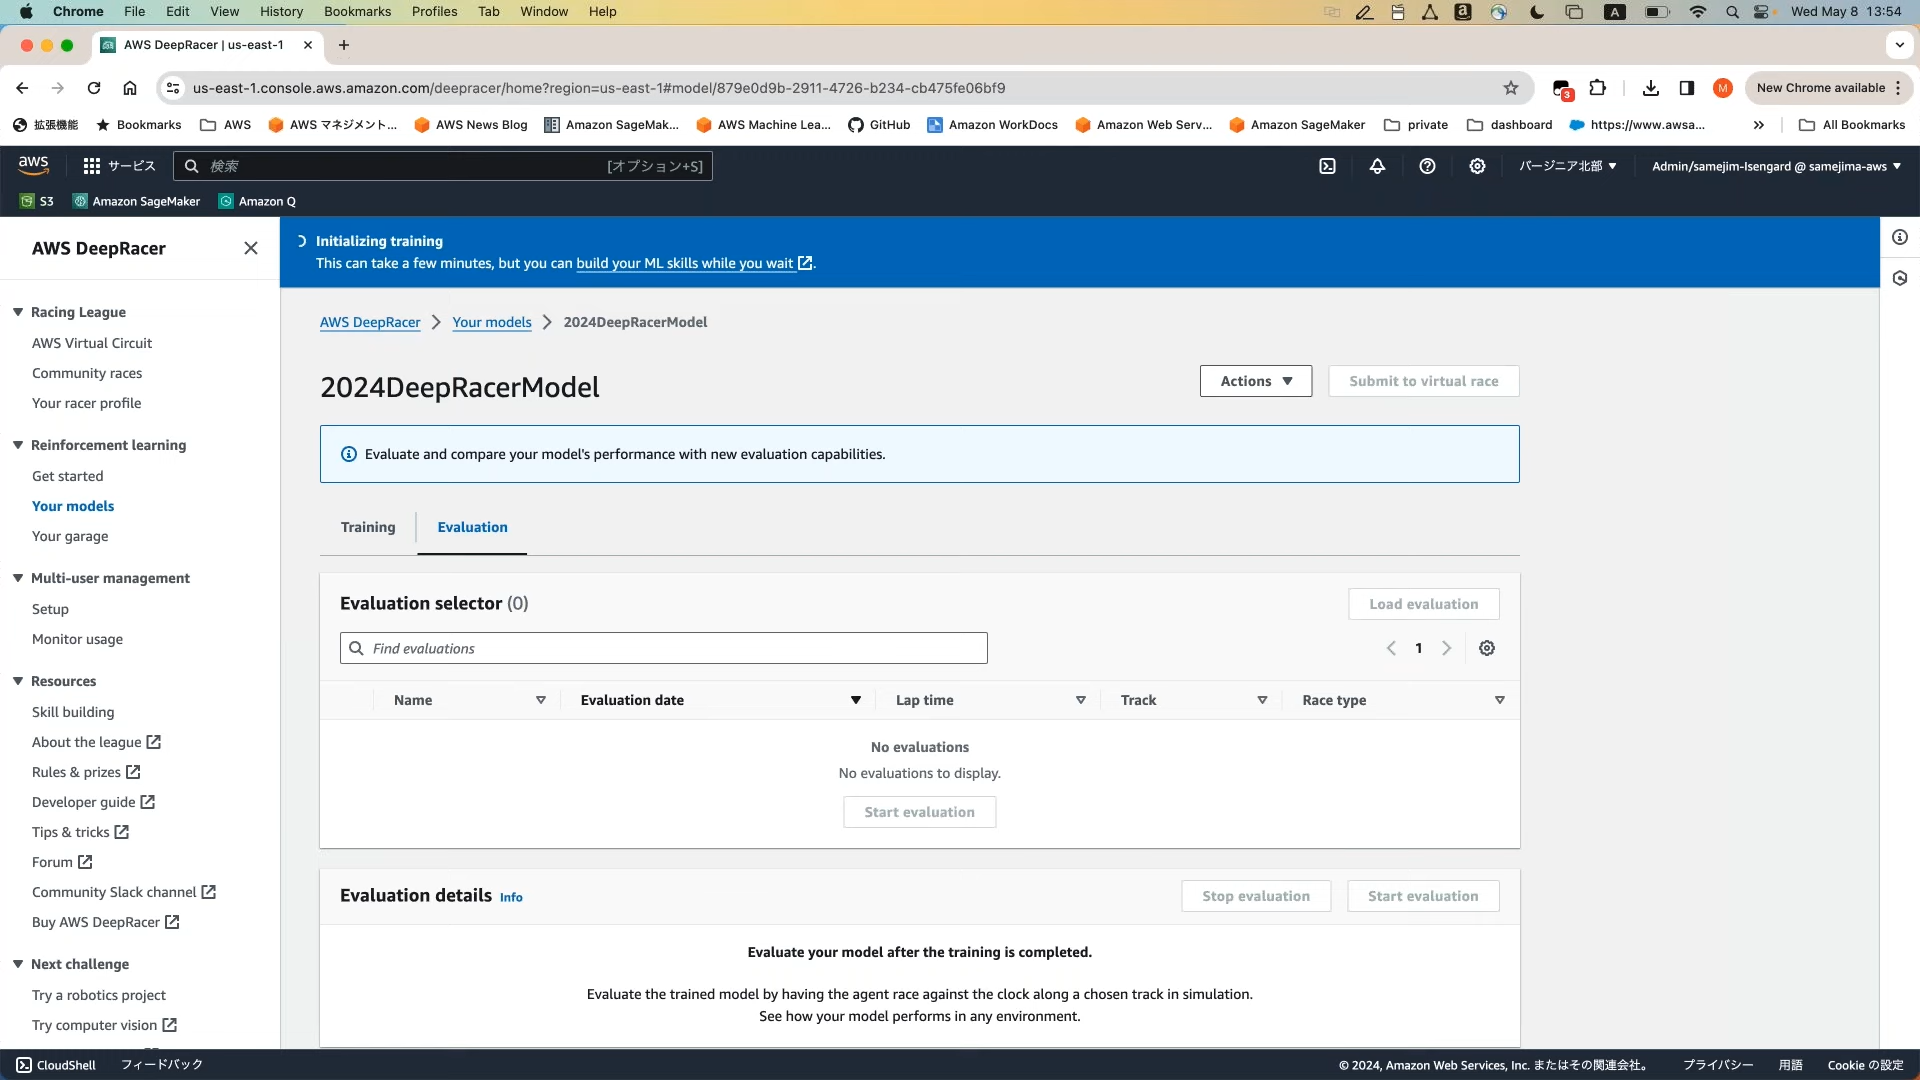 Chrome File Edit View History Bookmarks Profiles Tab Window Help
A Wed May 8 13:54
AWS DeepRacer | us-east-1
us-east-1.console.aws.amazon.com/deepracer/home?region=us-east-1#model/879e0d9b-2911-4726-b234-cb475fe06bf9
3 M New Chrome available
拡張機能 Bookmarks AWS AWS マネジメント... AWS News Blog Amazon SageMak... AWS Machine Lea... GitHub Amazon WorkDocs Amazon Web Serv... Amazon SageMaker private dashboard https://www.awsa... All Bookmarks
aws サービス 検索 [オプション+S] バージニア北部 Admin/samejim-Isengard @ samejima-aws
S3 Amazon SageMaker Amazon Q
AWS DeepRacer
Racing League
AWS Virtual Circuit
Community races
Your racer profile
Reinforcement learning
Get started
Your models
Your garage
Multi-user management
Setup
Monitor usage
Resources
Skill building
About the league
Rules & prizes
Developer guide
Tips & tricks
Forum
Community Slack channel
Buy AWS DeepRacer
Next challenge
Try a robotics project
Try computer vision
Initializing training
This can take a few minutes, but you can build your ML skills while you wait .
AWS DeepRacer Your models 2024DeepRacerModel
2024DeepRacerModel
Actions Submit to virtual race
Evaluate and compare your model's performance with new evaluation capabilities.
Training Evaluation
Evaluation selector (0)
Load evaluation
Find evaluations
1
Name Evaluation date Lap time Track Race type
No evaluations
No evaluations to display.
Start evaluation
Evaluation details Info
Stop evaluation Start evaluation
Evaluate your model after the training is completed.
Evaluate the trained model by having the agent race against the clock along a chosen track in simulation.
See how your model performs in any environment.
CloudShell フィードバック
© 2024, Amazon Web Services, Inc. またはその関連会社。 プライバシー 用語 Cookie の設定